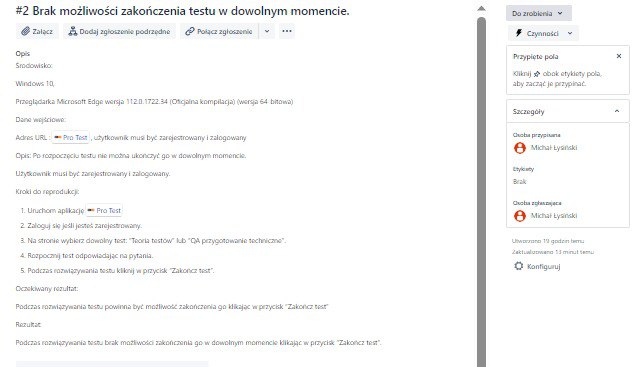 #2 Brak możliwości zakończenia testu w dowolnym momencie.
Załącz
Dodaj zgłoszenie podrzędne
Połącz zgłoszenie
Opis
Srodowisko:
Windows 10,
Przeglądarka Microsoft Edge wersja 112.0.1722.34 (Oficjalna kompilacja) (wersja 64-bitowa)
Dane wejściowe:
Adres URL : Pro Test , użytkownik musi być zarejestrowany i zalogowany
Opis: Po rozpoczęciu testu nie można ukończyć go w dowolnym momencie.
Użytkownik musi być zarejestrowany i zalogowany.
Kroki do reprodukcji:
1. Uruchom aplikację Pro Test
2. Zaloguj się jeśli jesteś zarejestrowany.
3. Na stronie wybierz dowolny test: "Teoria testów" lub "QA przygotowanie techniczne".
4. Rozpocznij test odpowiadając na pytania.
5. Podczas rozwiązywania testu kliknij w przycisk "Zakoncz test".
Oczekiwany rezultat:
Podczas rozwiązywania testu powinna być możliwość zakończenia go klikając w przycisk "Zakoncz test"
Rezultat:
Podczas rozwiązywania testu brak możliwości zakończenia go w dowolnym momencie klikając w przycisk "Zakoncz test".
Do zrobienia
Czynności
Przypięte pola
Kliknij obok etykiety pola,
aby zacząć je przypinać.
Szczegóły
Osoba przypisana
Michał Łysiński
Etykiety
Brak
Osoba zgłaszająca
Michał Łysiński
Utworzono 19 godzin temu
Zaktualizowano 13 minut temu
Konfiguruj